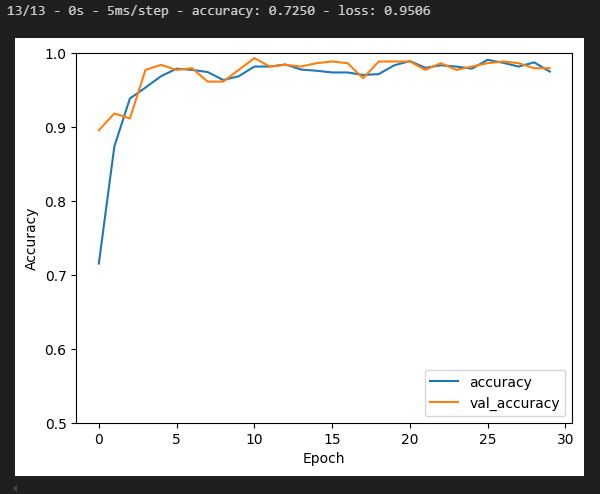 13/13 - 0s - 5ms/step - accuracy: 0.7250 - loss: 0.9506
1.0
0.9
0.8
0.7
0.6
0.5
Accuracy
accuracy
val_accuracy
0 5 10 15 20 25 30
Epoch